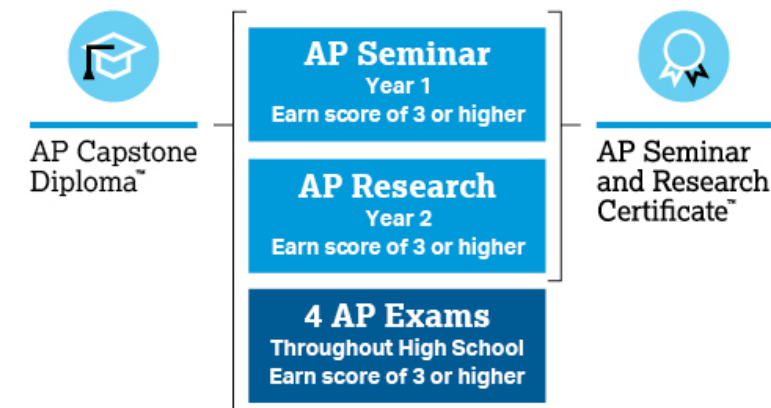 AP Capstone
Diploma™
AP Seminar
Year 1
Earn score of 3 or higher
AP Research
Year 2
Earn score of 3 or higher
4 AP Exams
Throughout High School
Earn score of 3 or higher
AP Seminar
and Research
Certificate™